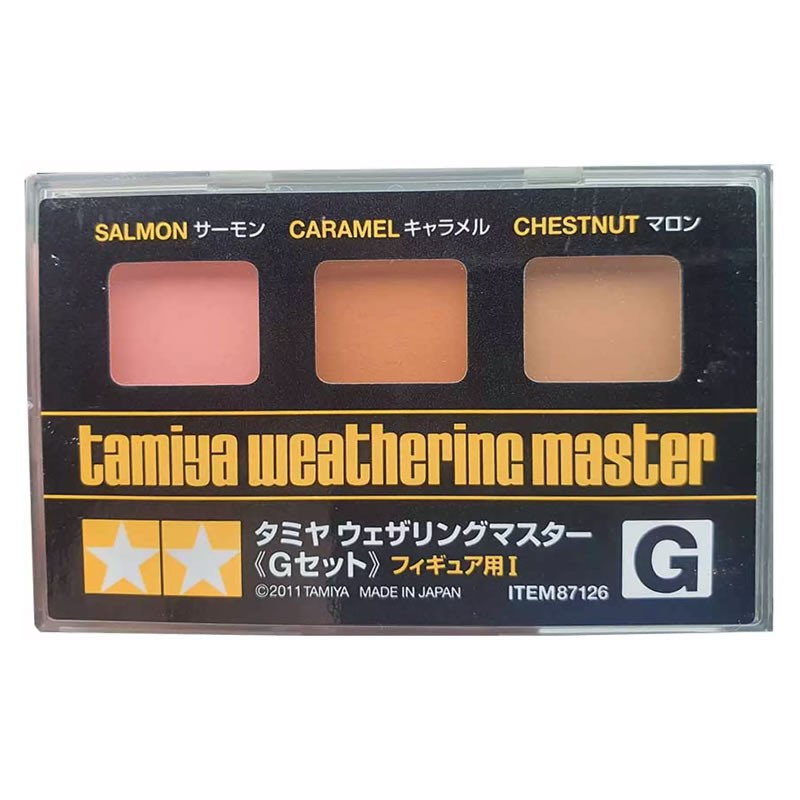 SALMON サーモン CARAMEL キャラメル CHESTNUT マロン
tamiya weathering master
タミヤ ウェザリングマスター
《Gセット》 フィギュア用I
©2011 TAMIYA MADE IN JAPAN ITEM87126
G